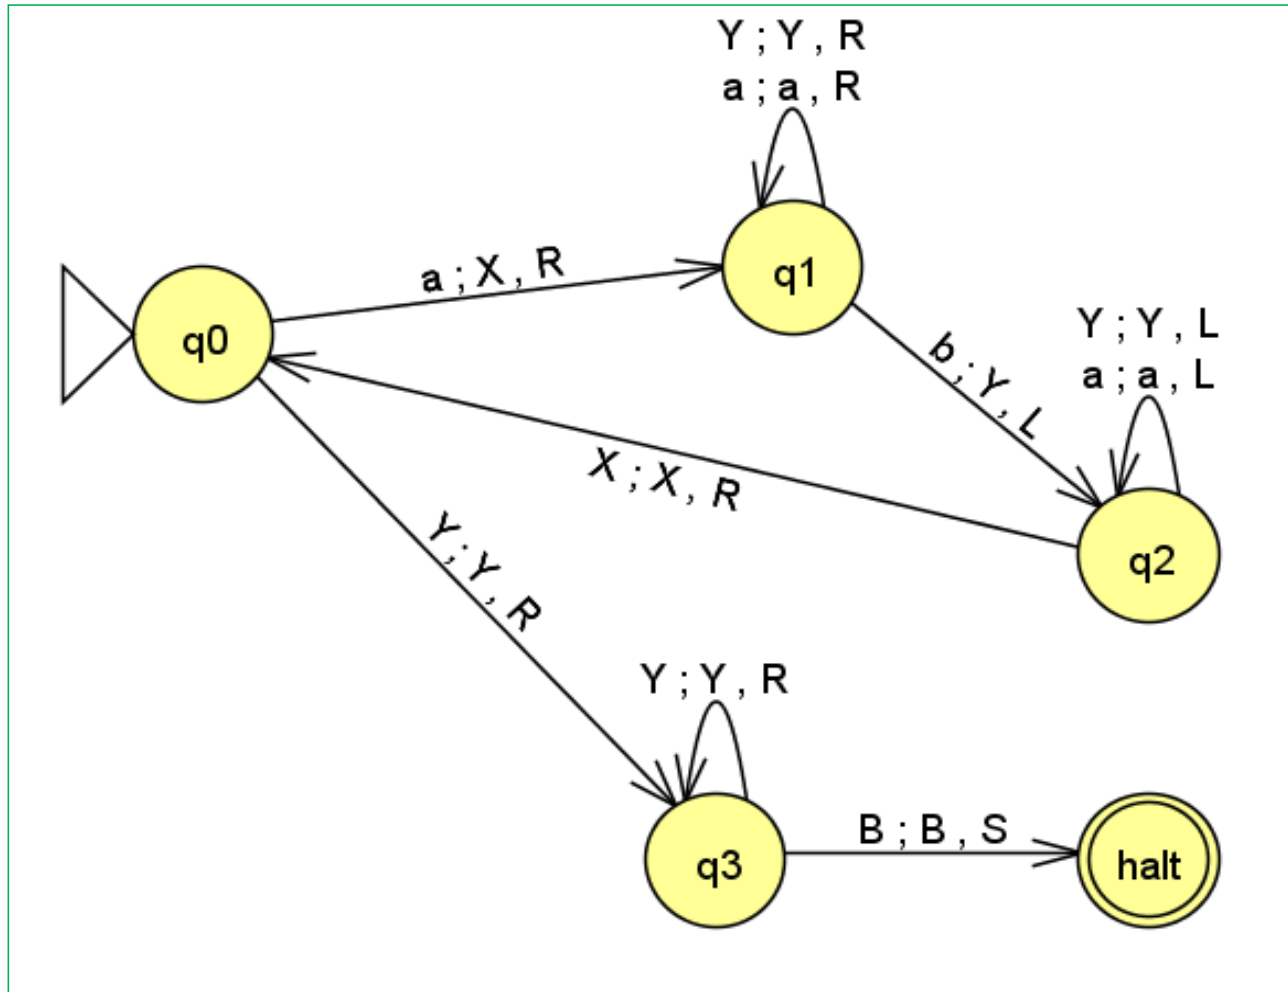 Y ; Y , R
a ; a , R
q1
a ; X , R
q0
b ; Y , L
Y ; Y , L
a ; a , L
X ; X , R
q2
Y ; Y , R
Y ; Y , R
B ; B , S
q3
halt